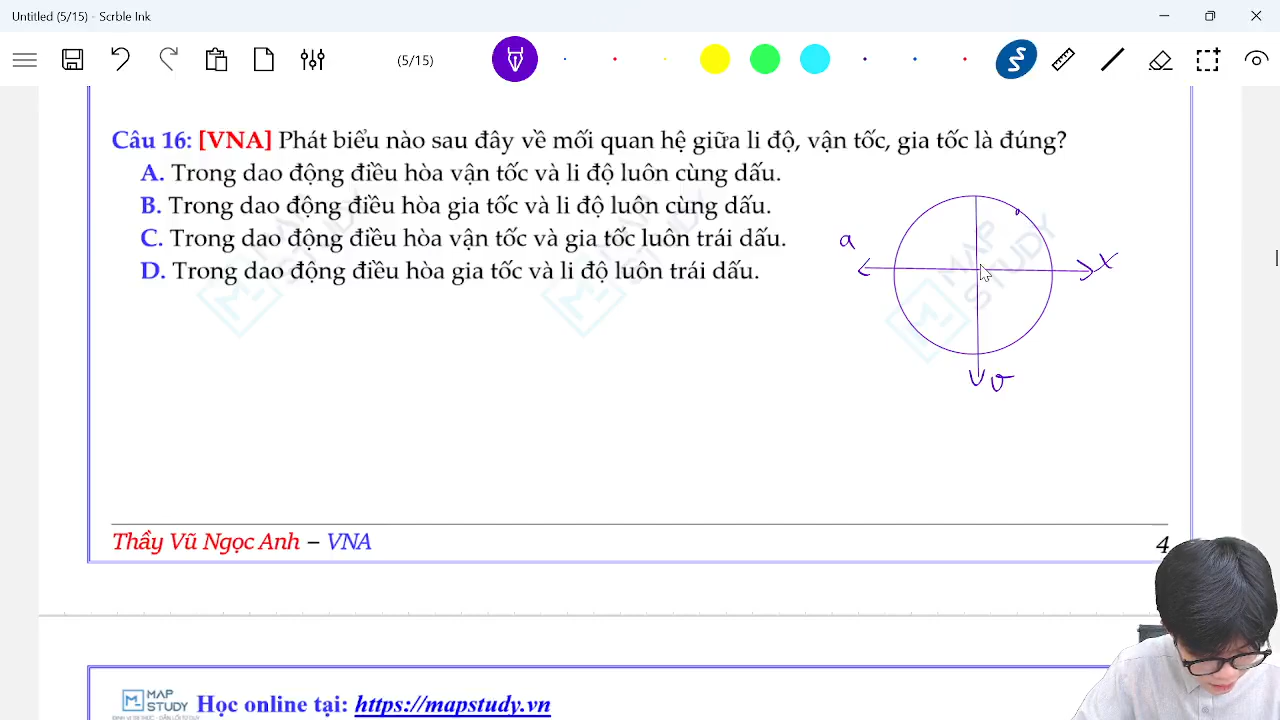 Untitled (5/15) - Scrble Ink
(5/15)
Câu 16: [VNA] Phát biểu nào sau đây về mối quan hệ giữa li độ, vận tốc, gia tốc là đúng?
A. Trong dao động điều hòa vận tốc và li độ luôn cùng dấu.
B. Trong dao động điều hòa gia tốc và li độ luôn cùng dấu.
C. Trong dao động điều hòa vận tốc và gia tốc luôn trái dấu.
D. Trong dao động điều hòa gia tốc và li độ luôn trái dấu.
a
x
v
MAP STUDY
Thầy Vũ Ngọc Anh – VNA
4
MAP STUDY
Học online tại: https://mapstudy.vn